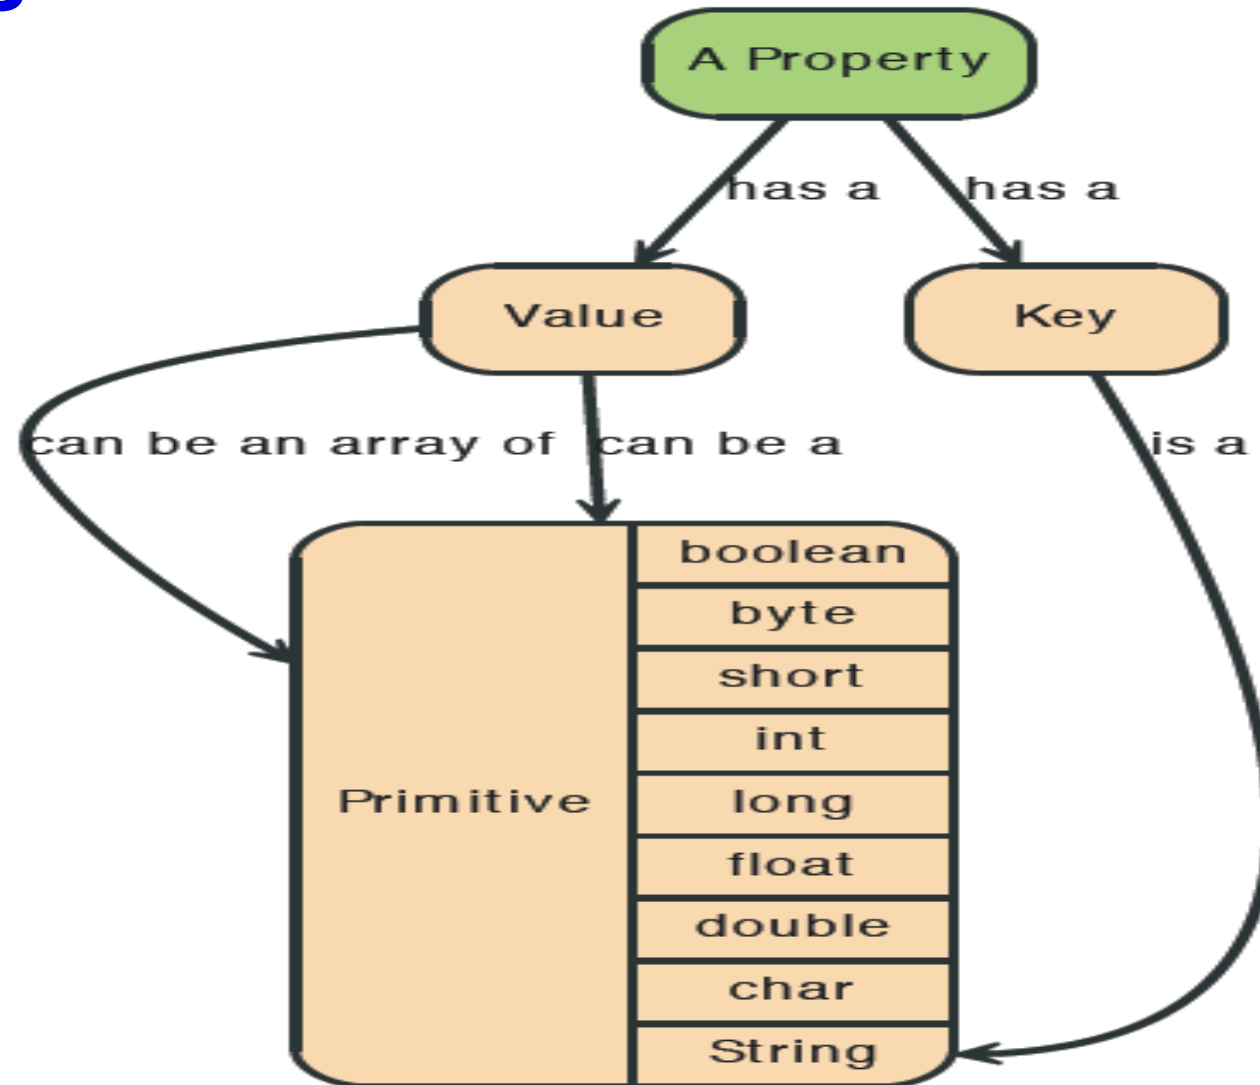 A Property
has a
has a
Value
Key
can be an array of
can be a
is a
boolean
byte
short
int
long
Primitive
float
double
char
String